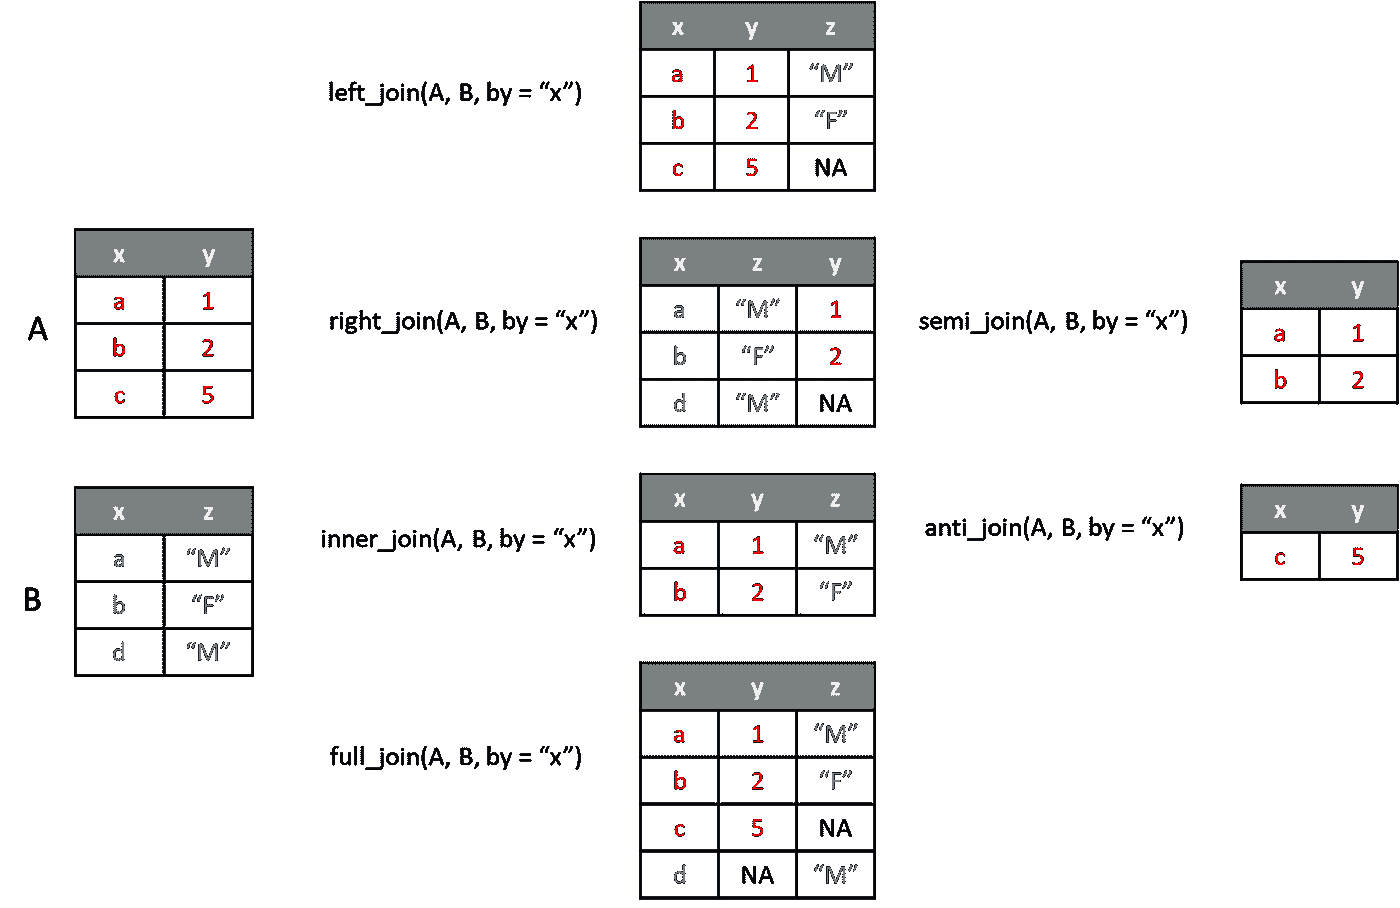 left_join(A, B, by = “x”)
x y z
a 1 “M”
b 2 “F”
c 5 NA
A
x y
a 1
b 2
c 5
right_join(A, B, by = “x”)
x z y
a “M” 1
b “F” 2
d “M” NA
semi_join(A, B, by = “x”)
x y
a 1
b 2
B
x z
a “M”
b “F”
d “M”
inner_join(A, B, by = “x”)
x y z
a 1 “M”
b 2 “F”
anti_join(A, B, by = “x”)
x y
c 5
full_join(A, B, by = “x”)
x y z
a 1 “M”
b 2 “F”
c 5 NA
d NA “M”